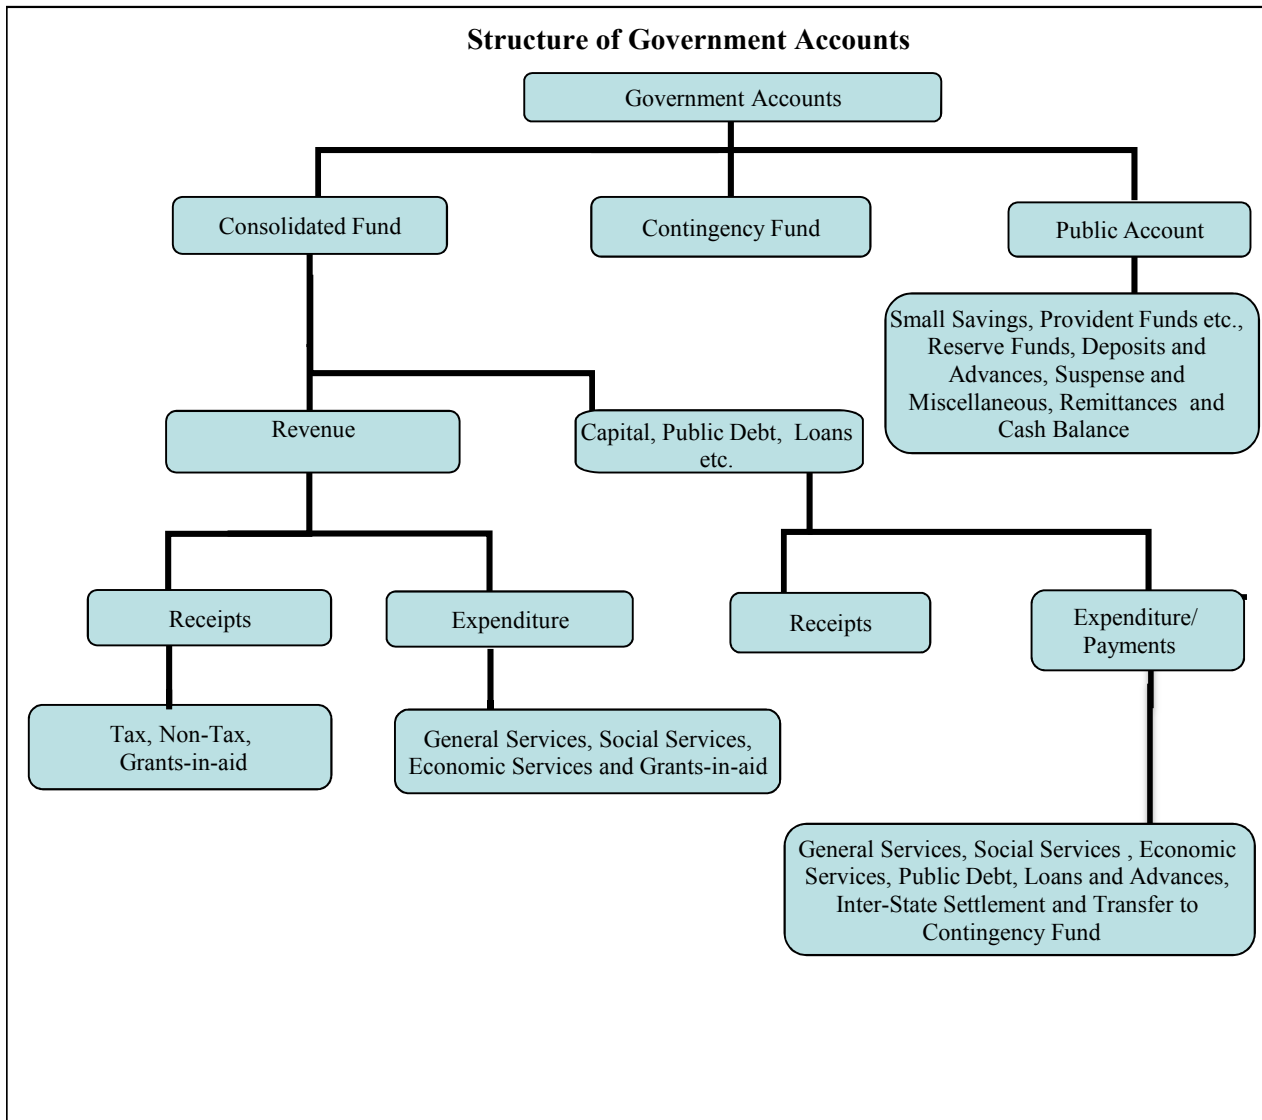 Structure of Government Accounts
Government Accounts
Consolidated Fund
Contingency Fund
Public Account
Small Savings, Provident Funds etc.,
Reserve Funds, Deposits and
Advances, Suspense and
Miscellaneous, Remittances and
Cash Balance
Revenue
Capital, Public Debt, Loans
etc.
Receipts
Expenditure
Receipts
Expenditure/
Payments
Tax, Non-Tax,
Grants-in-aid
General Services, Social Services,
Economic Services and Grants-in-aid
General Services, Social Services , Economic
Services, Public Debt, Loans and Advances,
Inter-State Settlement and Transfer to
Contingency Fund